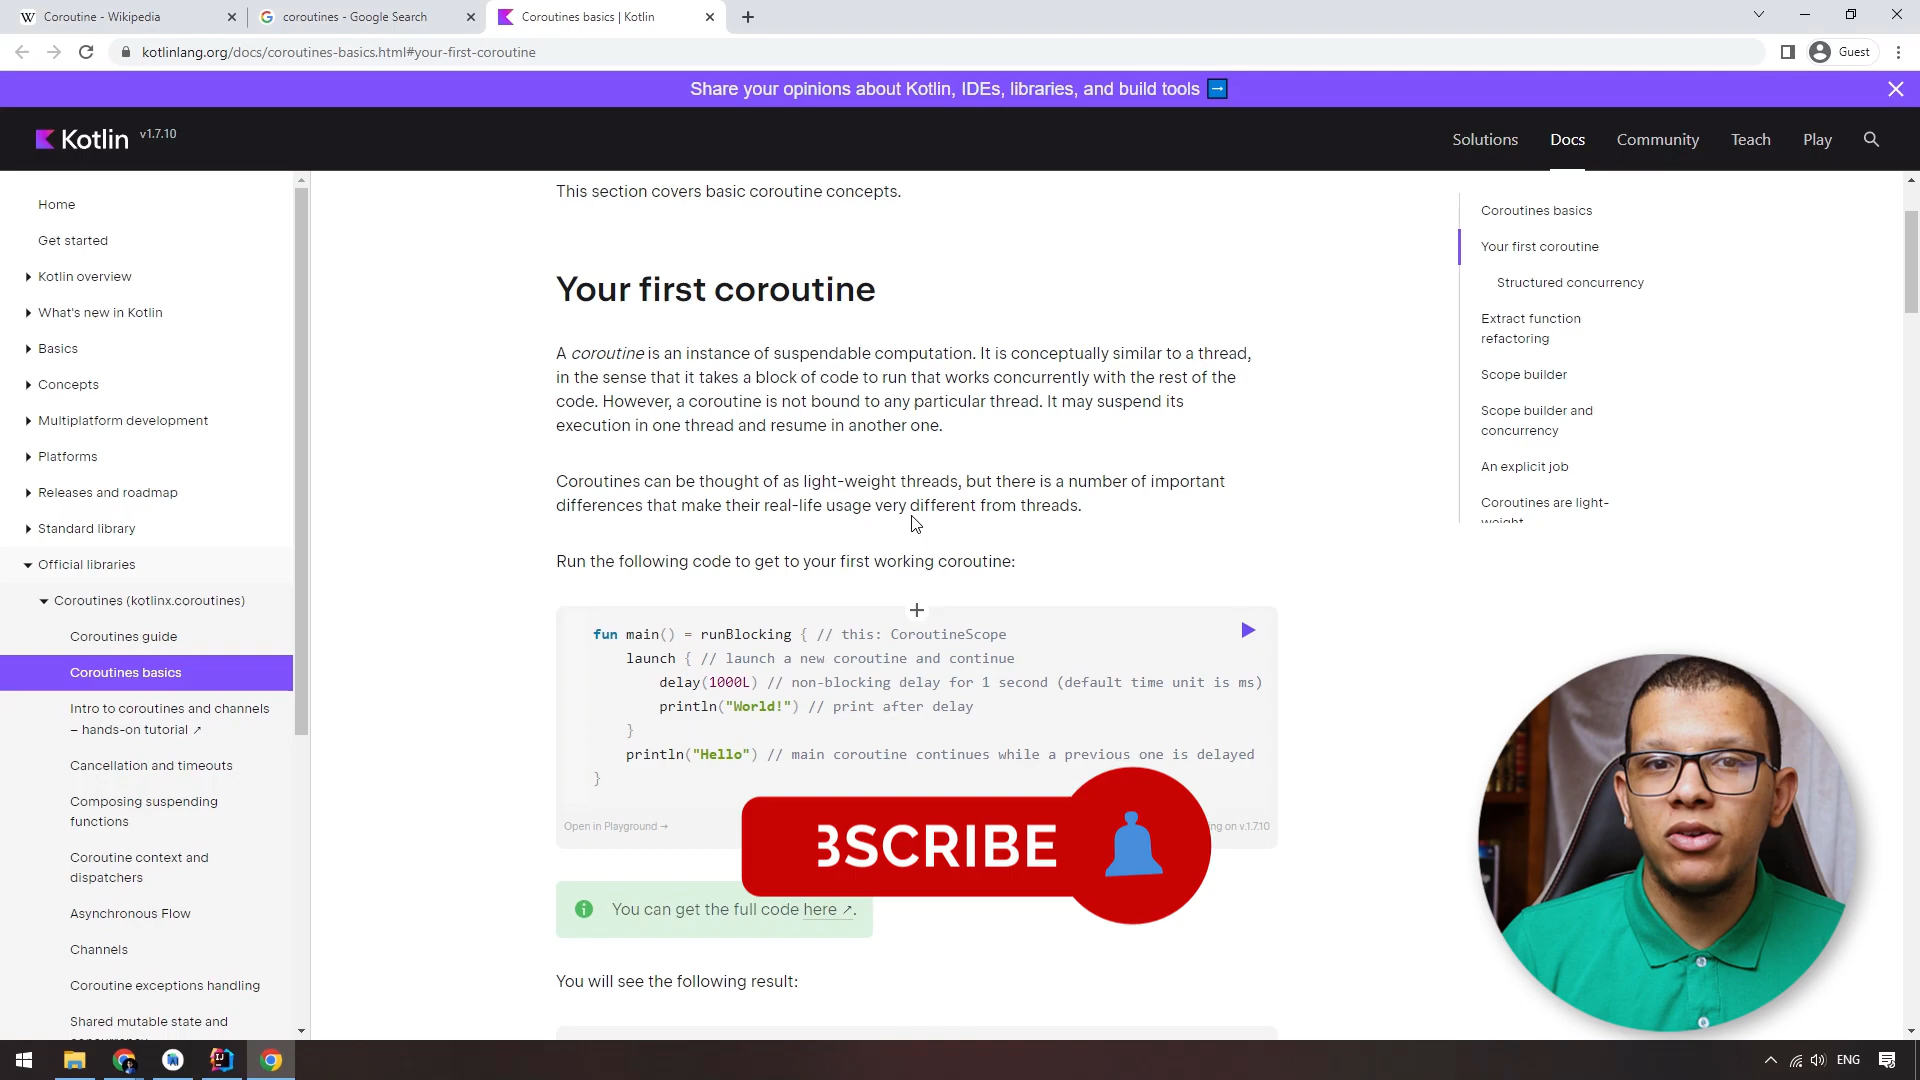 Coroutine - Wikipedia
coroutines - Google Search
Coroutines basics | Kotlin
kotlinlang.org/docs/coroutines-basics.html#your-first-coroutine
Guest
Share your opinions about Kotlin, IDEs, libraries, and build tools
Kotlin v1.7.10
Solutions
Docs
Community
Teach
Play
Home
Get started
Kotlin overview
What's new in Kotlin
Basics
Concepts
Multiplatform development
Platforms
Releases and roadmap
Standard library
Official libraries
Coroutines (kotlinx.coroutines)
Coroutines guide
Coroutines basics
Intro to coroutines and channels
– hands-on tutorial ↗
Cancellation and timeouts
Composing suspending
functions
Coroutine context and
dispatchers
Asynchronous Flow
Channels
Coroutine exceptions handling
Shared mutable state and
This section covers basic coroutine concepts.
Your first coroutine
A coroutine is an instance of suspendable computation. It is conceptually similar to a thread,
in the sense that it takes a block of code to run that works concurrently with the rest of the
code. However, a coroutine is not bound to any particular thread. It may suspend its
execution in one thread and resume in another one.
Coroutines can be thought of as light-weight threads, but there is a number of important
differences that make their real-life usage very different from threads.
Run the following code to get to your first working coroutine:
fun main() = runBlocking { // this: CoroutineScope
launch { // launch a new coroutine and continue
delay(1000L) // non-blocking delay for 1 second (default time unit is ms)
println("World!") // print after delay
}
println("Hello") // main coroutine continues while a previous one is delayed
}
Open in Playground →
ng on v.1.7.10
BSCRIBE
You can get the full code here ↗.
You will see the following result:
Coroutines basics
Your first coroutine
Structured concurrency
Extract function
refactoring
Scope builder
Scope builder and
concurrency
An explicit job
Coroutines are light-
weight
ENG